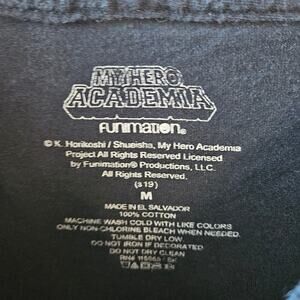 MY HERO
ACADEMIA
FUNIMATION®
© K. Horikoshi / Shueisha, My Hero Academia
Project All Rights Reserved Licensed
by Funimation® Productions, LLC.
All Rights Reserved.
(s19)
M
MADE IN EL SALVADOR
100% COTTON
MACHINE WASH COLD WITH LIKE COLORS
ONLY NON-CHLORINE BLEACH WHEN NEEDED.
TUMBLE DRY LOW
DO NOT IRON IF DECORATED
DO NOT DRY CLEAN
RN#